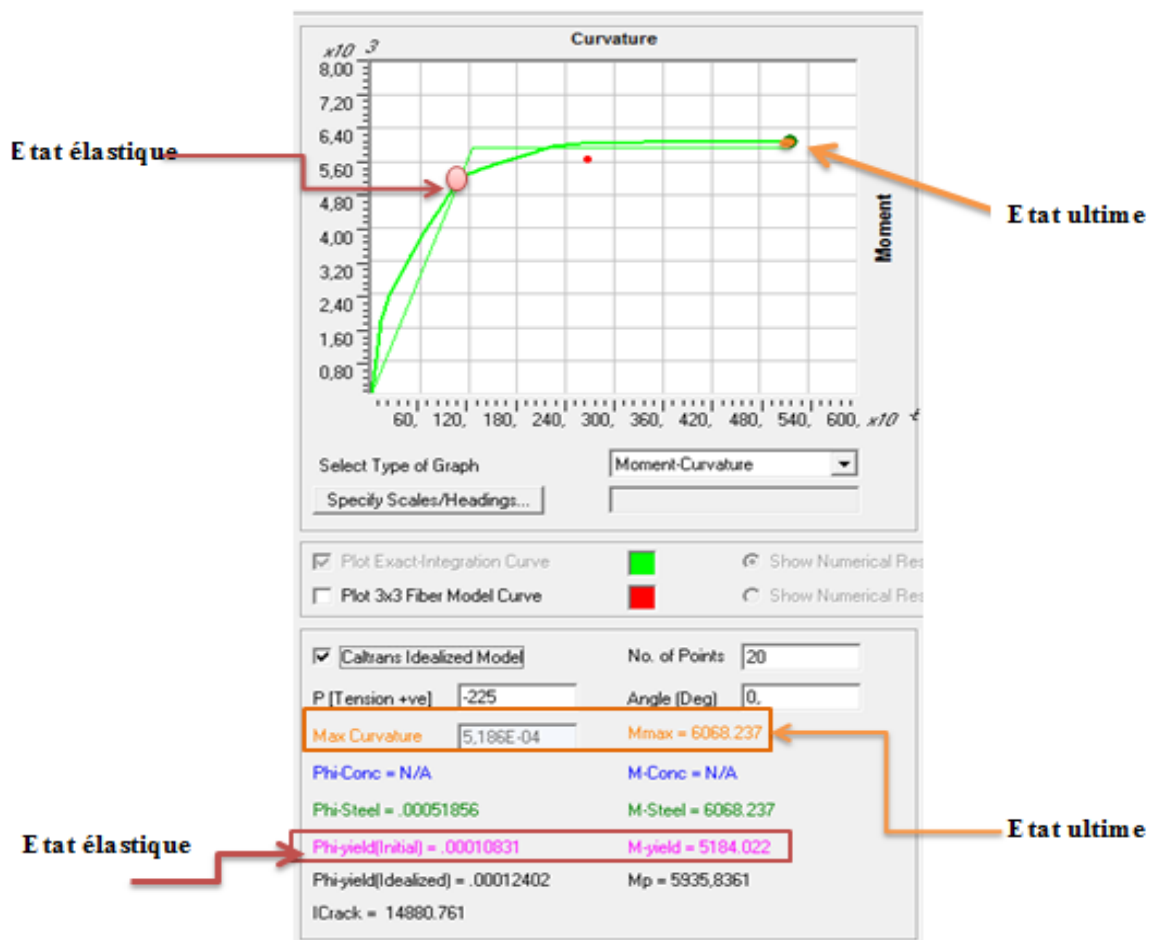 Curvature
x10 3
8,00
7,20
6,40
5,60
4,80
4,00
3,20
2,40
1,60
0,80
60, 120, 180, 240, 300, 360, 420, 480, 540, 600, x10
Moment
Etat élastique
Etat ultime
Select Type of Graph Moment-Curvature
Specify Scales/Headings...
Plot Exact-Integration Curve Show Numerical Res
Plot 3x3 Fiber Model Curve Show Numerical Res
Caltrans Idealized Model No. of Points 20
P [Tension +ve] -225 Angle (Deg) 0,
Max Curvature 5,186E-04 Mmax = 6068.237
Phi-Conc = N/A M-Conc = N/A
Phi-Steel = .00051856 M-Steel = 6068.237
Etat ultime
Etat élastique
Phi-yield(Initial) = .00010831 M-yield = 5184.022
Phi-yield(Idealized) = .00012402 Mp = 5935,8361
ICrack = 14880.761